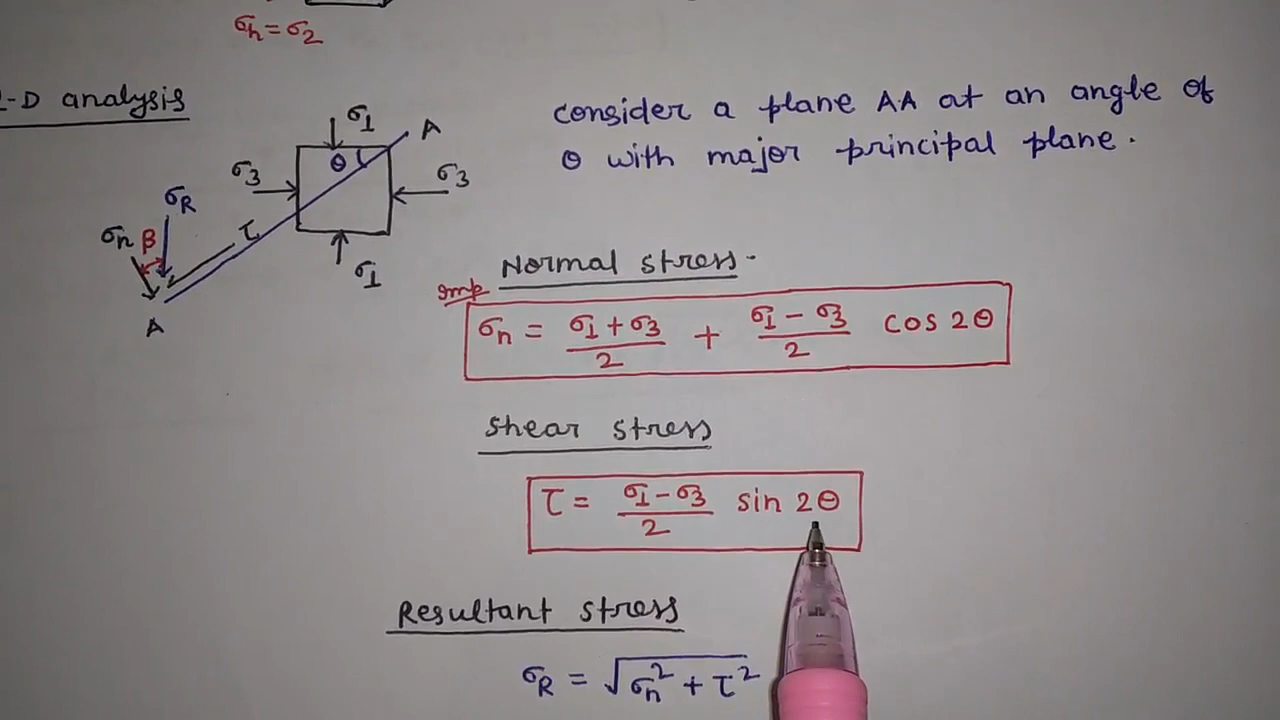 σh = σ2
-D analysis
σ1
A
θ
σ3
σ3
σR
σn β
τ
σ1
A
consider a plane AA at an angle of
θ with major principal plane.
Normal stress.
Imp
σn = (σ1 + σ3)/2 + (σ1 - σ3)/2 cos 2θ
shear stress
τ = (σ1 - σ3)/2 sin 2θ
Resultant stress
σR = √(σn² + τ²)